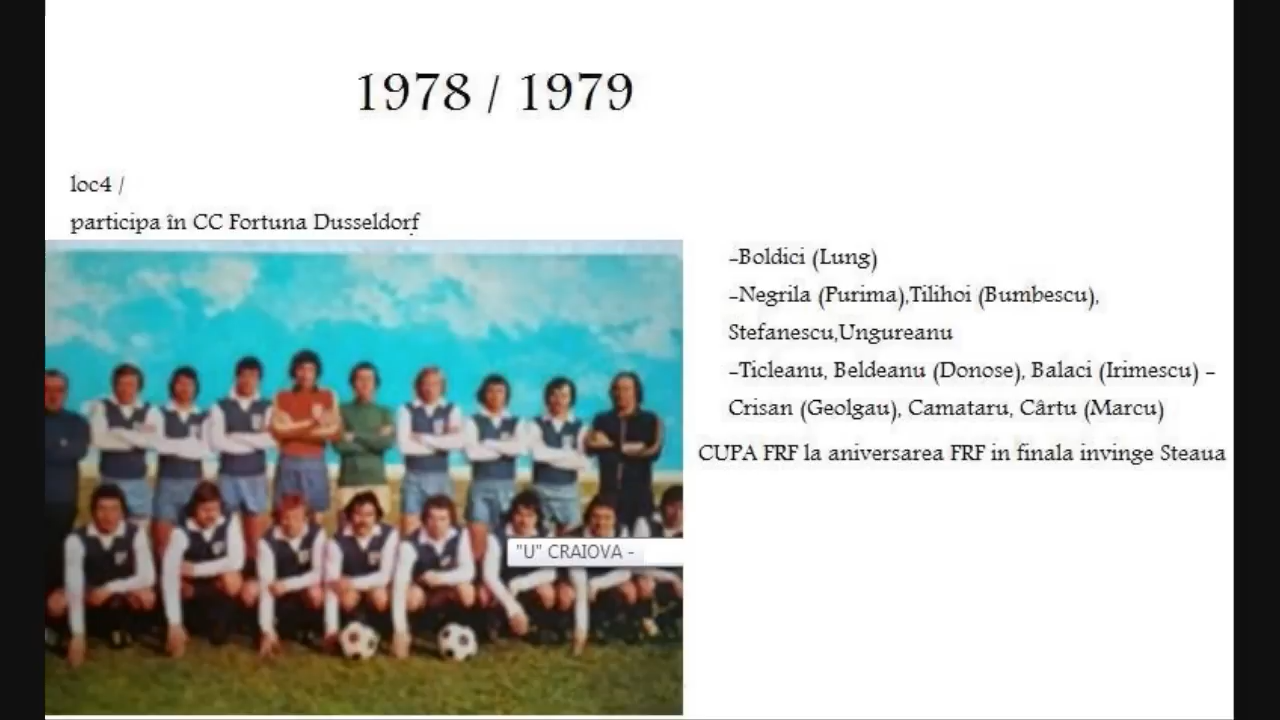 1978 / 1979
loc4 /
participa în CC Fortuna Dusseldorf
-Boldici (Lung)
-Negrila (Purima),Tilihoi (Bumbescu),
Stefanescu,Ungureanu
-Ticleanu, Beldeanu (Donose), Balaci (Irimescu) -
Crisan (Geolgau), Camataru, Cârtu (Marcu)
CUPA FRF la aniversarea FRF in finala invinge Steaua
"U" CRAIOVA -